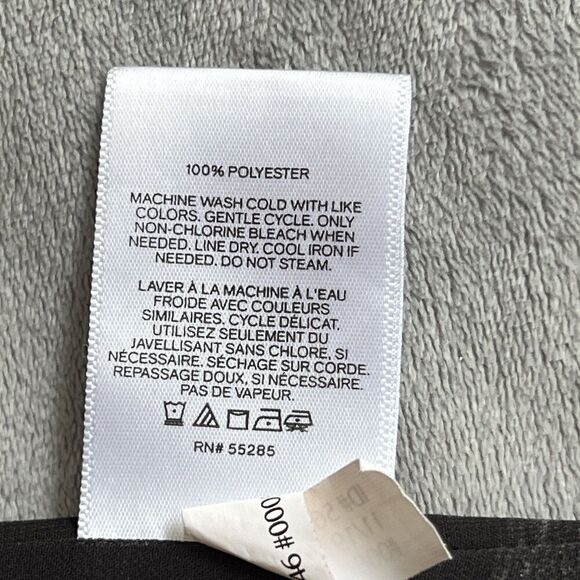 100% POLYESTER
MACHINE WASH COLD WITH LIKE
COLORS. GENTLE CYCLE. ONLY
NON-CHLORINE BLEACH WHEN
NEEDED. LINE DRY. COOL IRON IF
NEEDED. DO NOT STEAM.
LAVER À LA MACHINE À L'EAU
FROIDE AVEC COULEURS
SIMILAIRES. CYCLE DÉLICAT.
UTILISEZ SEULEMENT DU
JAVELLISANT SANS CHLORE, SI
NÉCESSAIRE. SÉCHAGE SUR CORDE.
REPASSAGE DOUX, SI NÉCESSAIRE.
PAS DE VAPEUR.
RN# 55285
46 #000